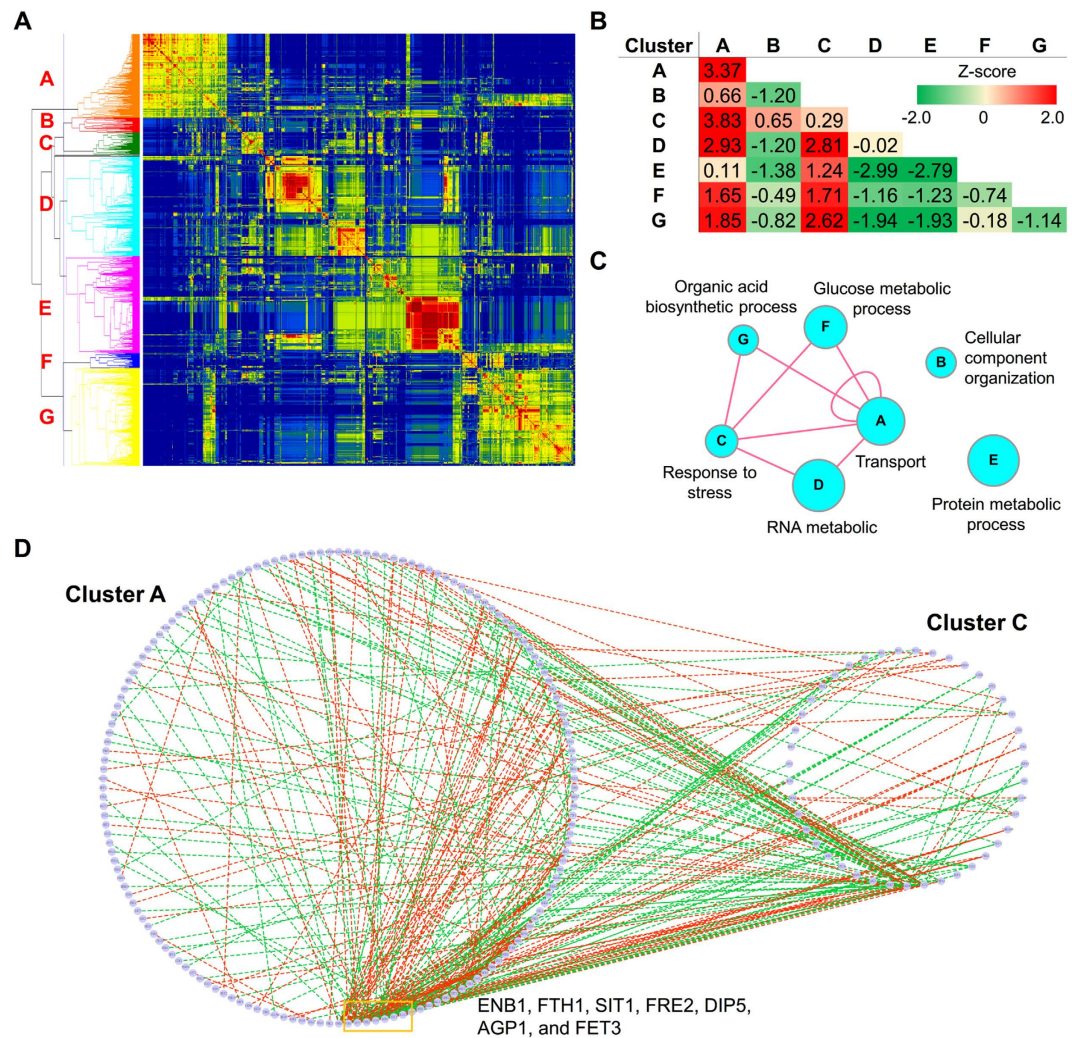 A
A
B
C
D
E
F
G
B
Cluster A B C D E F G
A 3.37
B 0.66 -1.20
C 3.83 0.65 0.29
D 2.93 -1.20 2.81 -0.02
E 0.11 -1.38 1.24 -2.99 -2.79
F 1.65 -0.49 1.71 -1.16 -1.23 -0.74
G 1.85 -0.82 2.62 -1.94 -1.93 -0.18 -1.14
Z-score
-2.0 0 2.0
C
Organic acid
biosynthetic process
G
Glucose metabolic
process
F
B
Cellular
component
organization
A
Transport
C
Response to
stress
D
RNA metabolic
E
Protein metabolic
process
D
Cluster A
Cluster C
ENB1, FTH1, SIT1, FRE2, DIP5,
AGP1, and FET3